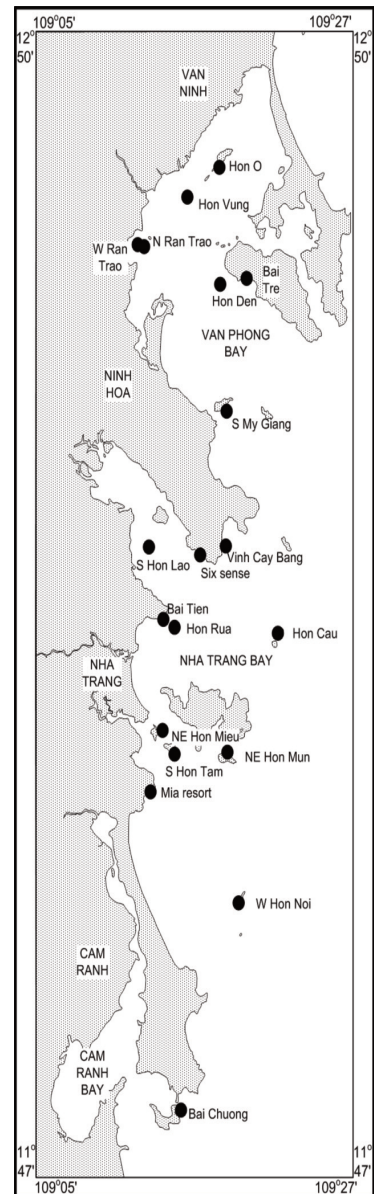 109°05'
109°27'
12°
50'
12°
50'
VAN
NINH
Hon O
Hon Vung
N Ran Trao
W Ran
Trao
Bai
Tre
Hon Den
VAN PHONG
BAY
NINH
HOA
S My Giang
Vinh Cay Bang
S Hon Lao
Six sense
Bai Tien
Hon Rua
Hon Cau
NHA TRANG BAY
NHA
TRANG
NE Hon Mieu
NE Hon Mun
S Hon Tam
Mia resort
W Hon Noi
CAM
RANH
CAM
RANH
BAY
Bai Chuong
11°
47'
11°
47'
109°05'
109°27'